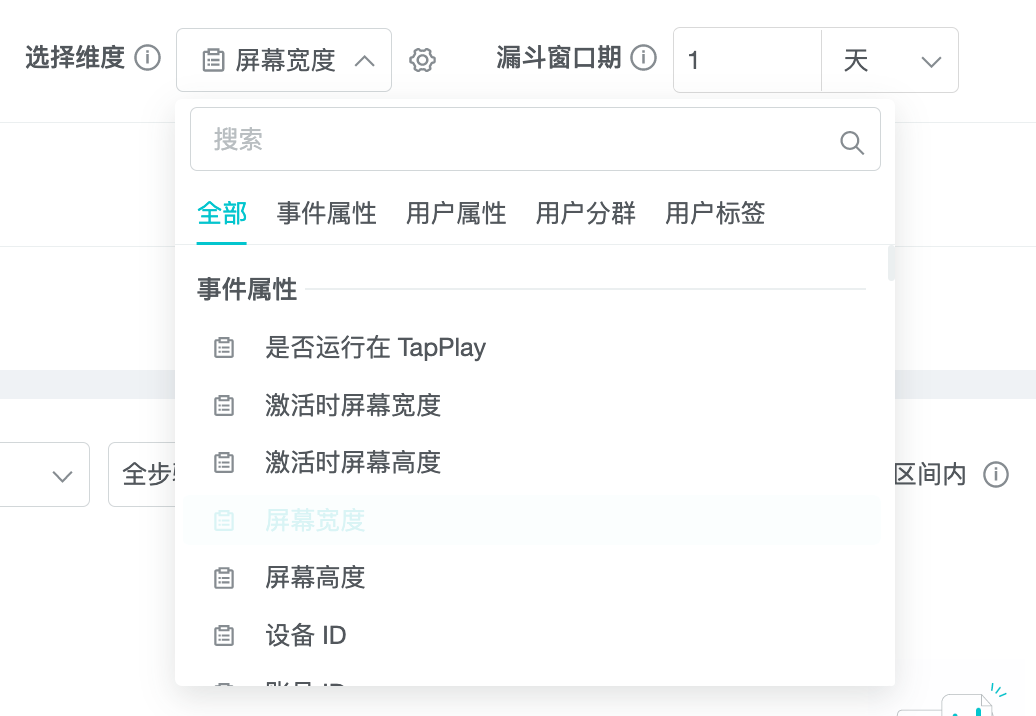 选择维度 屏幕宽度 漏斗窗口期 1 天
搜索
全部 事件属性 用户属性 用户分群 用户标签
事件属性
是否运行在 TapPlay
激活时屏幕宽度
激活时屏幕高度
全步 区间内
屏幕宽度
屏幕高度
设备 ID